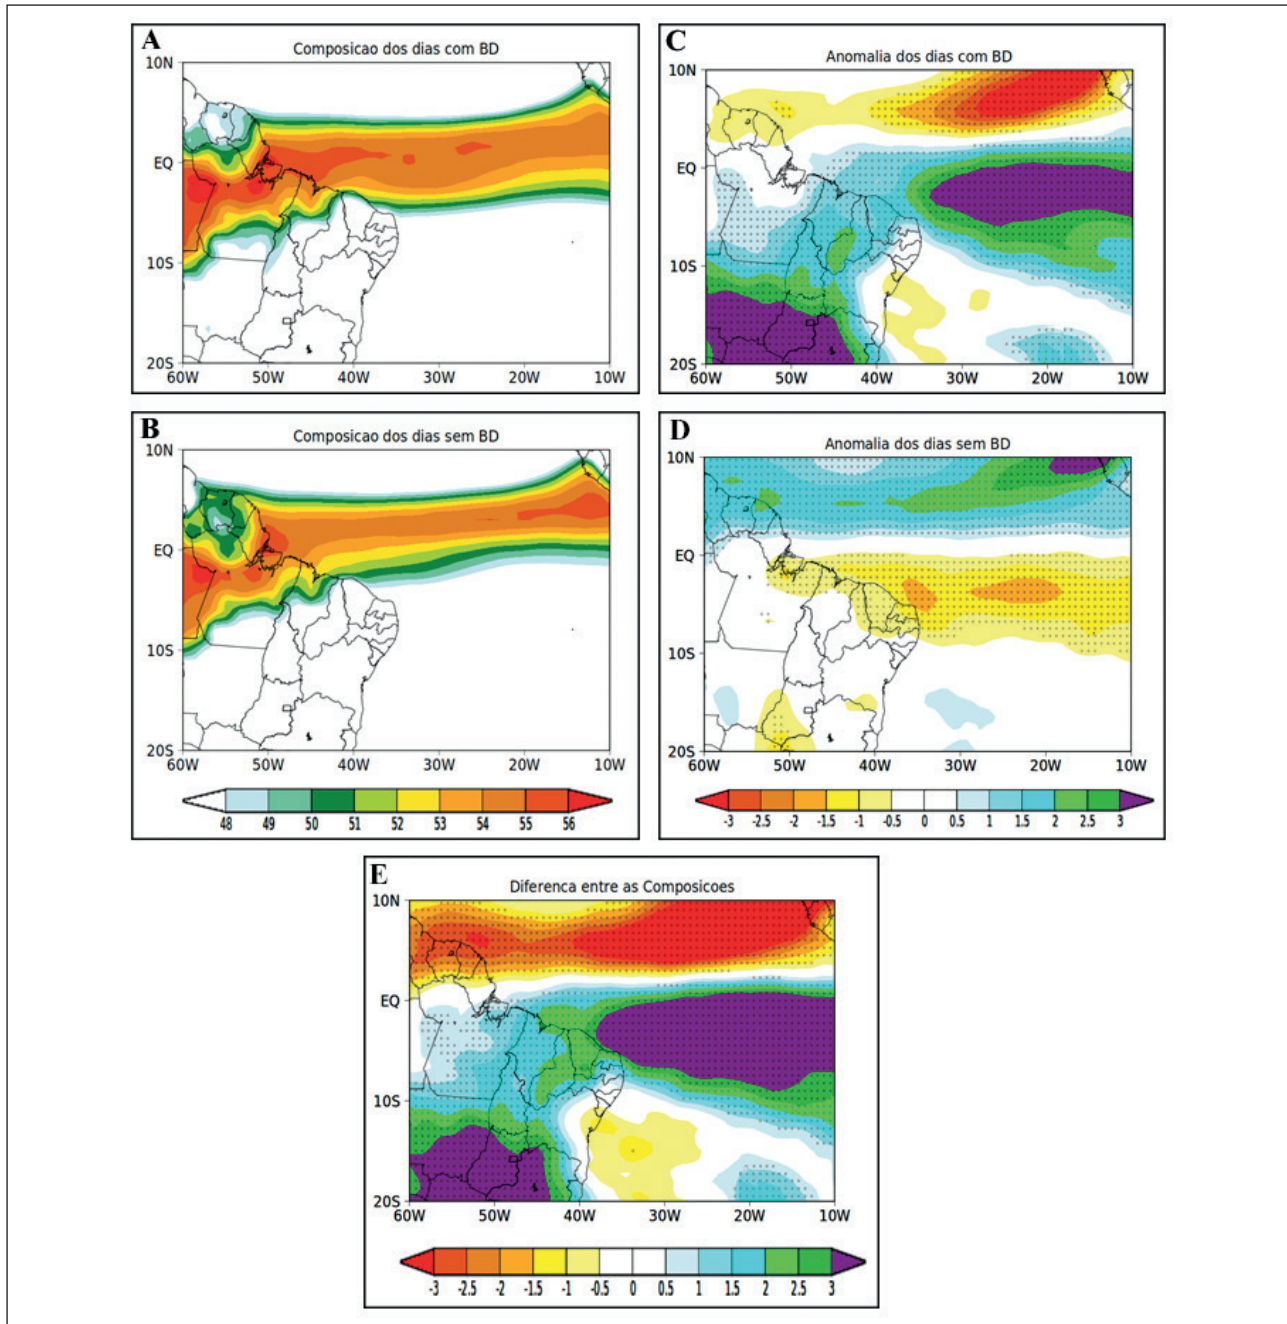 A
Composicao dos dias com BD
10N
EQ
10S
20S
60W 50W 40W 30W 20W 10W
C
Anomalia dos dias com BD
10N
EQ
10S
20S
60W 50W 40W 30W 20W 10W
B
Composicao dos dias sem BD
10N
EQ
10S
20S
60W 50W 40W 30W 20W 10W
48 49 50 51 52 53 54 55 56
D
Anomalia dos dias sem BD
10N
EQ
10S
20S
60W 50W 40W 30W 20W 10W
-3 -2.5 -2 -1.5 -1 -0.5 0 0.5 1 1.5 2 2.5 3
E
Diferenca entre as Composicoes
10N
EQ
10S
20S
60W 50W 40W 30W 20W 10W
-3 -2.5 -2 -1.5 -1 -0.5 0 0.5 1 1.5 2 2.5 3